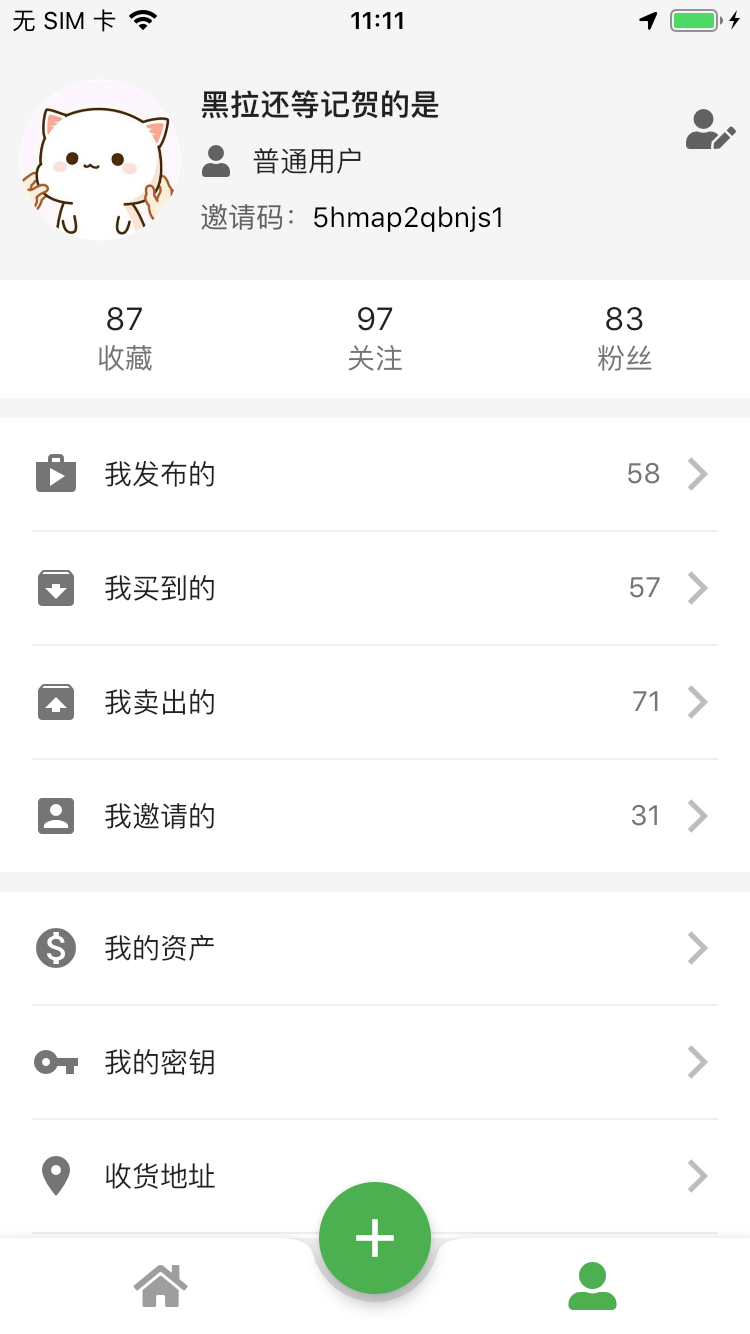 无 SIM 卡 11:11
黑拉还等记贺的是
普通用户
邀请码: 5hmap2qbnjs1
87 97 83
收藏 关注 粉丝
我发布的 58
我买到的 57
我卖出的 71
我邀请的 31
我的资产
我的密钥
收货地址